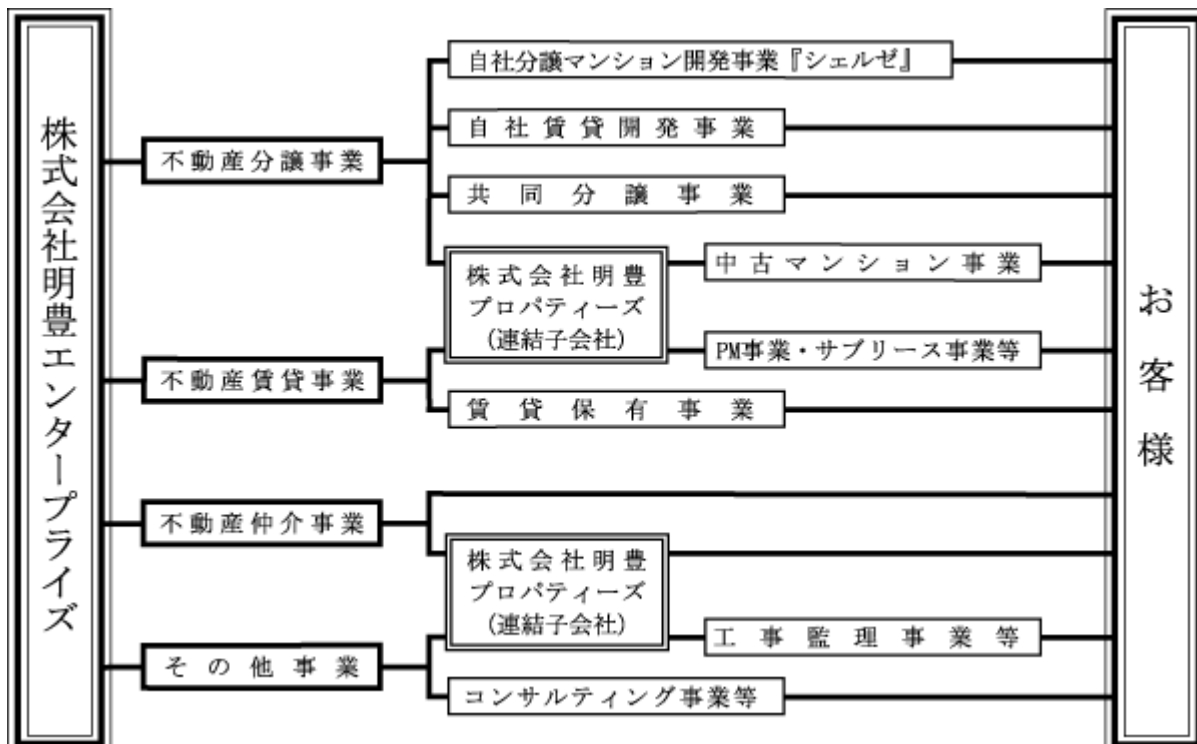 株式会社明豊エンタープライズ
不動産分譲事業
自社分譲マンション開発事業『シェルゼ』
自社賃貸開発事業
共同分譲事業
株式会社明豊
プロパティーズ
(連結子会社)
中古マンション事業
PM事業・サブリース事業等
不動産賃貸事業
賃貸保有事業
不動産仲介事業
株式会社明豊
プロパティーズ
(連結子会社)
工事監理事業等
その他事業
コンサルティング事業等
お客様